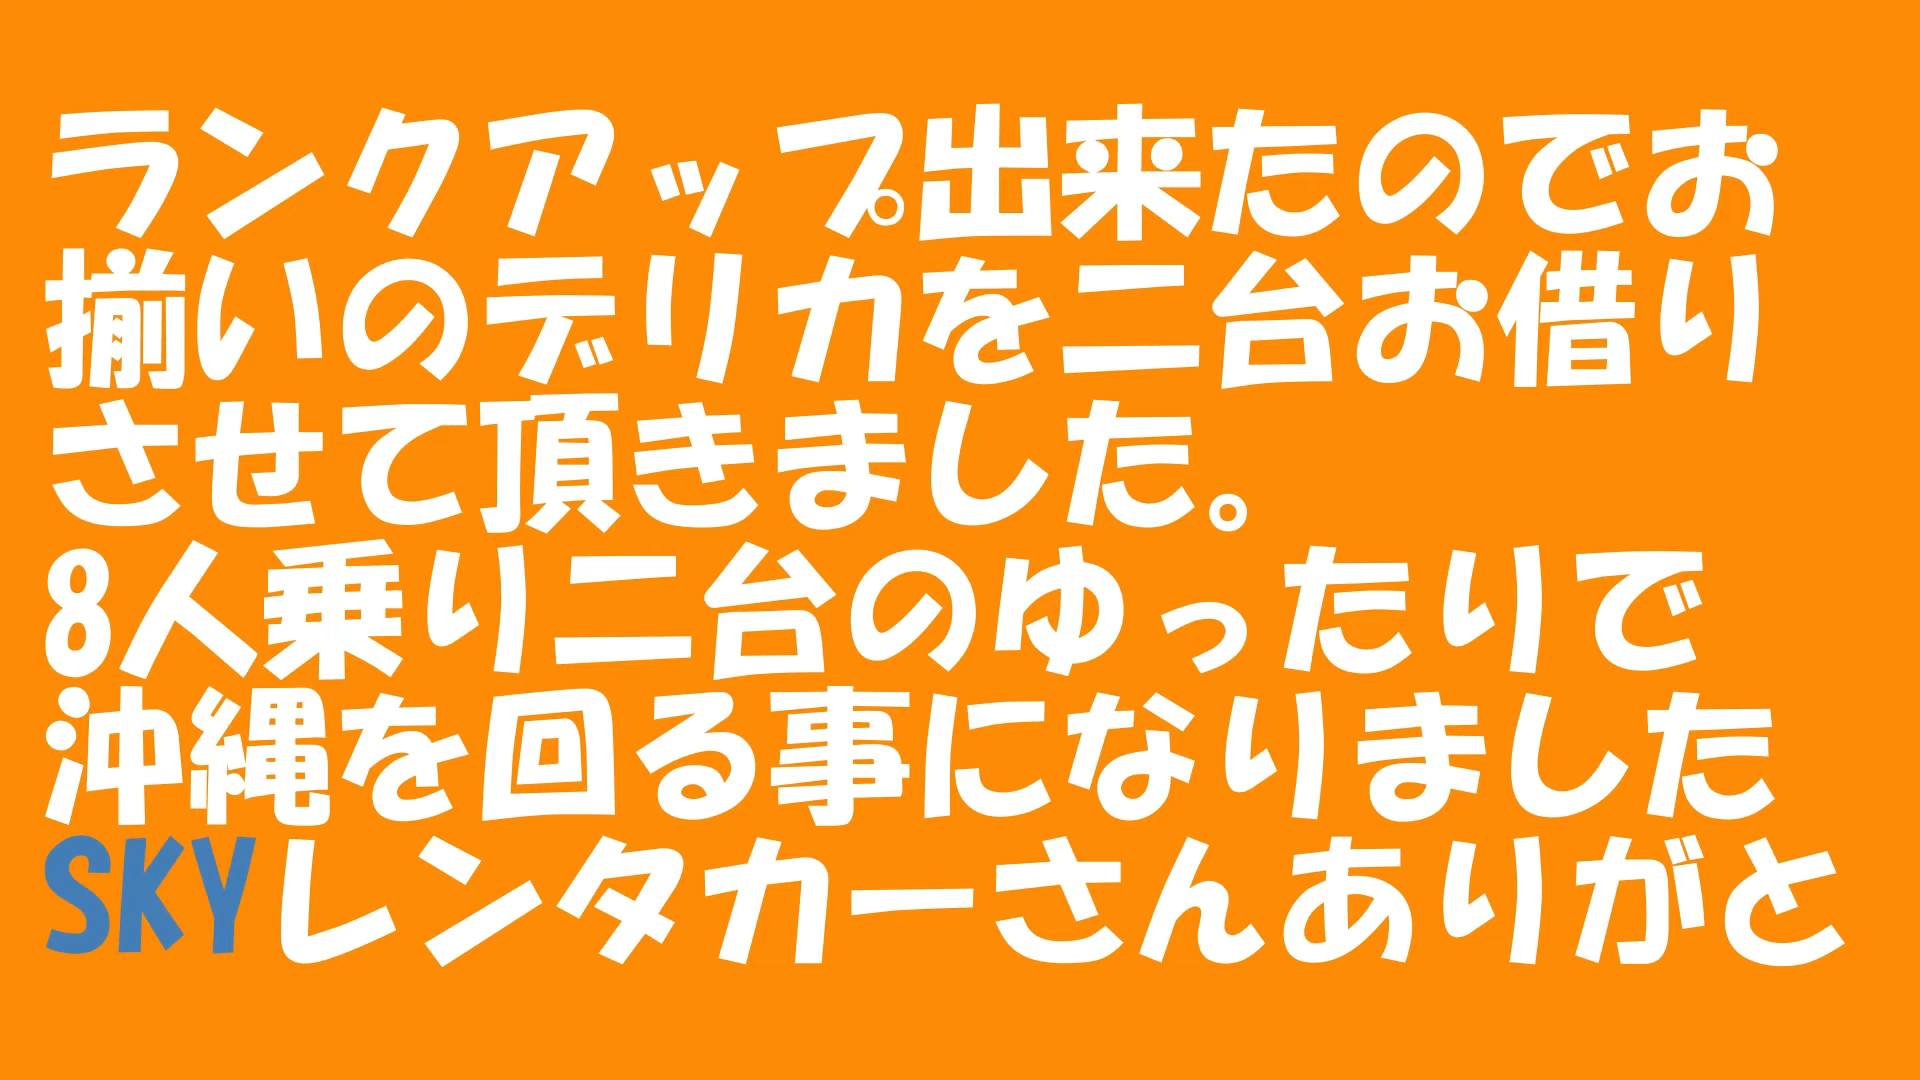 ランクアップ出来たのでお
揃いのデリカを二台お借り
させて頂きました。
8人乗り二台のゆったりで
沖縄を回る事になりました
SKYレンタカーさんありがと